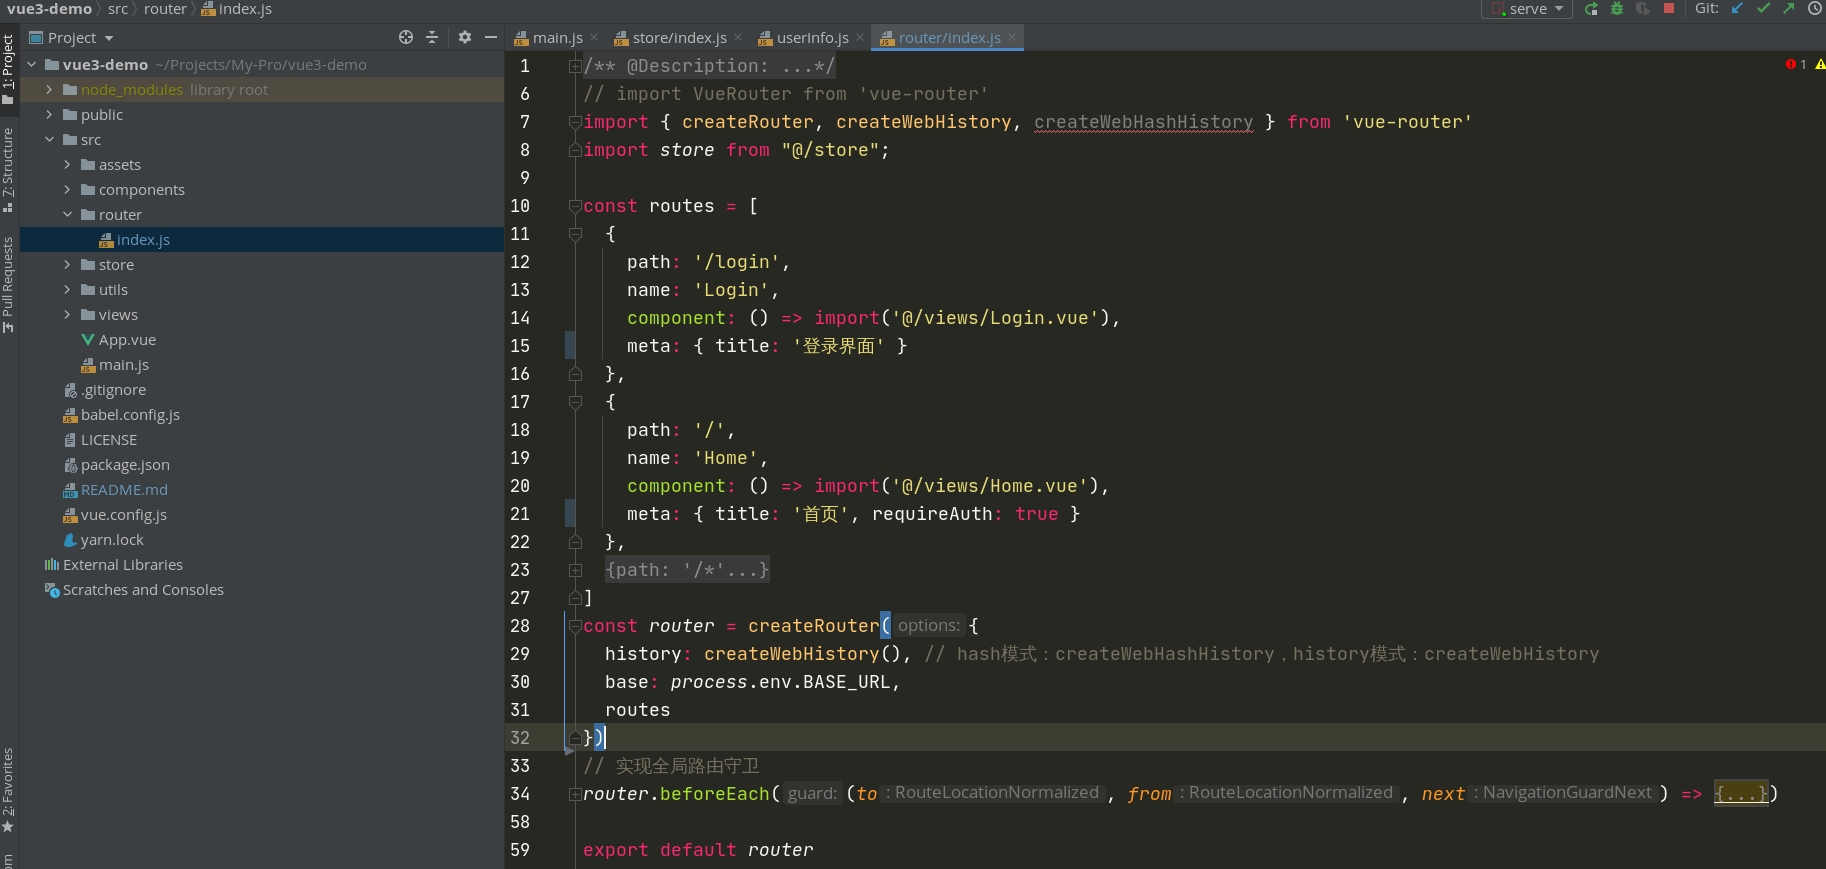 vue3-demo src router index.js
serve Git:
Project
main.js store/index.js userInfo.js router/index.js
1: Project
7: Structure
Pull Requests
2: Favorites
vue3-demo ~/Projects/My-Pro/vue3-demo
node_modules library root
public
src
assets
components
router
index.js
store
utils
views
App.vue
main.js
.gitignore
babel.config.js
LICENSE
package.json
README.md
vue.config.js
yarn.lock
External Libraries
Scratches and Consoles
1 /** @Description: ...*/
1
6 // import VueRouter from 'vue-router'
7 import { createRouter, createWebHistory, createWebHashHistory } from 'vue-router'
8 import store from "@/store";
9
10 const routes = [
11 {
12 path: '/login',
13 name: 'Login',
14 component: () => import('@/views/Login.vue'),
15 meta: { title: '登录界面' }
16 },
17 {
18 path: '/',
19 name: 'Home',
20 component: () => import('@/views/Home.vue'),
21 meta: { title: '首页', requireAuth: true }
22 },
23 {path: '/*'...}
27 ]
28 const router = createRouter( options: {
29 history: createWebHistory(), // hash模式：createWebHashHistory，history模式：createWebHistory
30 base: process.env.BASE_URL,
31 routes
32 })
33 // 实现全局路由守卫
34 router.beforeEach( guard: (to : RouteLocationNormalized , from : RouteLocationNormalized , next : NavigationGuardNext ) => {...})
58
59 export default router